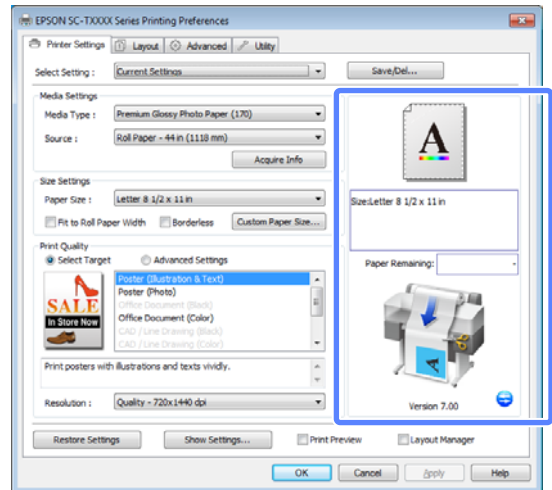 EPSON SC-TXXXX Series Printing Preferences
Printer Settings Layout Advanced Utility
Select Setting : Current Settings Save/Del...
Media Settings
Media Type : Premium Glossy Photo Paper (170)
Source : Roll Paper - 44 in (1118 mm)
Acquire Info
Size Settings
Paper Size : Letter 8 1/2 x 11 in
Fit to Roll Paper Width Borderless Custom Paper Size...
Print Quality
Select Target Advanced Settings
SALE
In Store Now
Poster (Illustration & Text)
Poster (Photo)
Office Document (Black)
Office Document (Color)
CAD / Line Drawing (Black)
CAD / Line Drawing (Color)
Print posters with illustrations and texts vividly.
Resolution : Quality - 720x1440 dpi
A
Size:Letter 8 1/2 x 11 in
Paper Remaining: -
A
Version 7.00
Restore Settings Show Settings... Print Preview Layout Manager
OK Cancel Apply Help